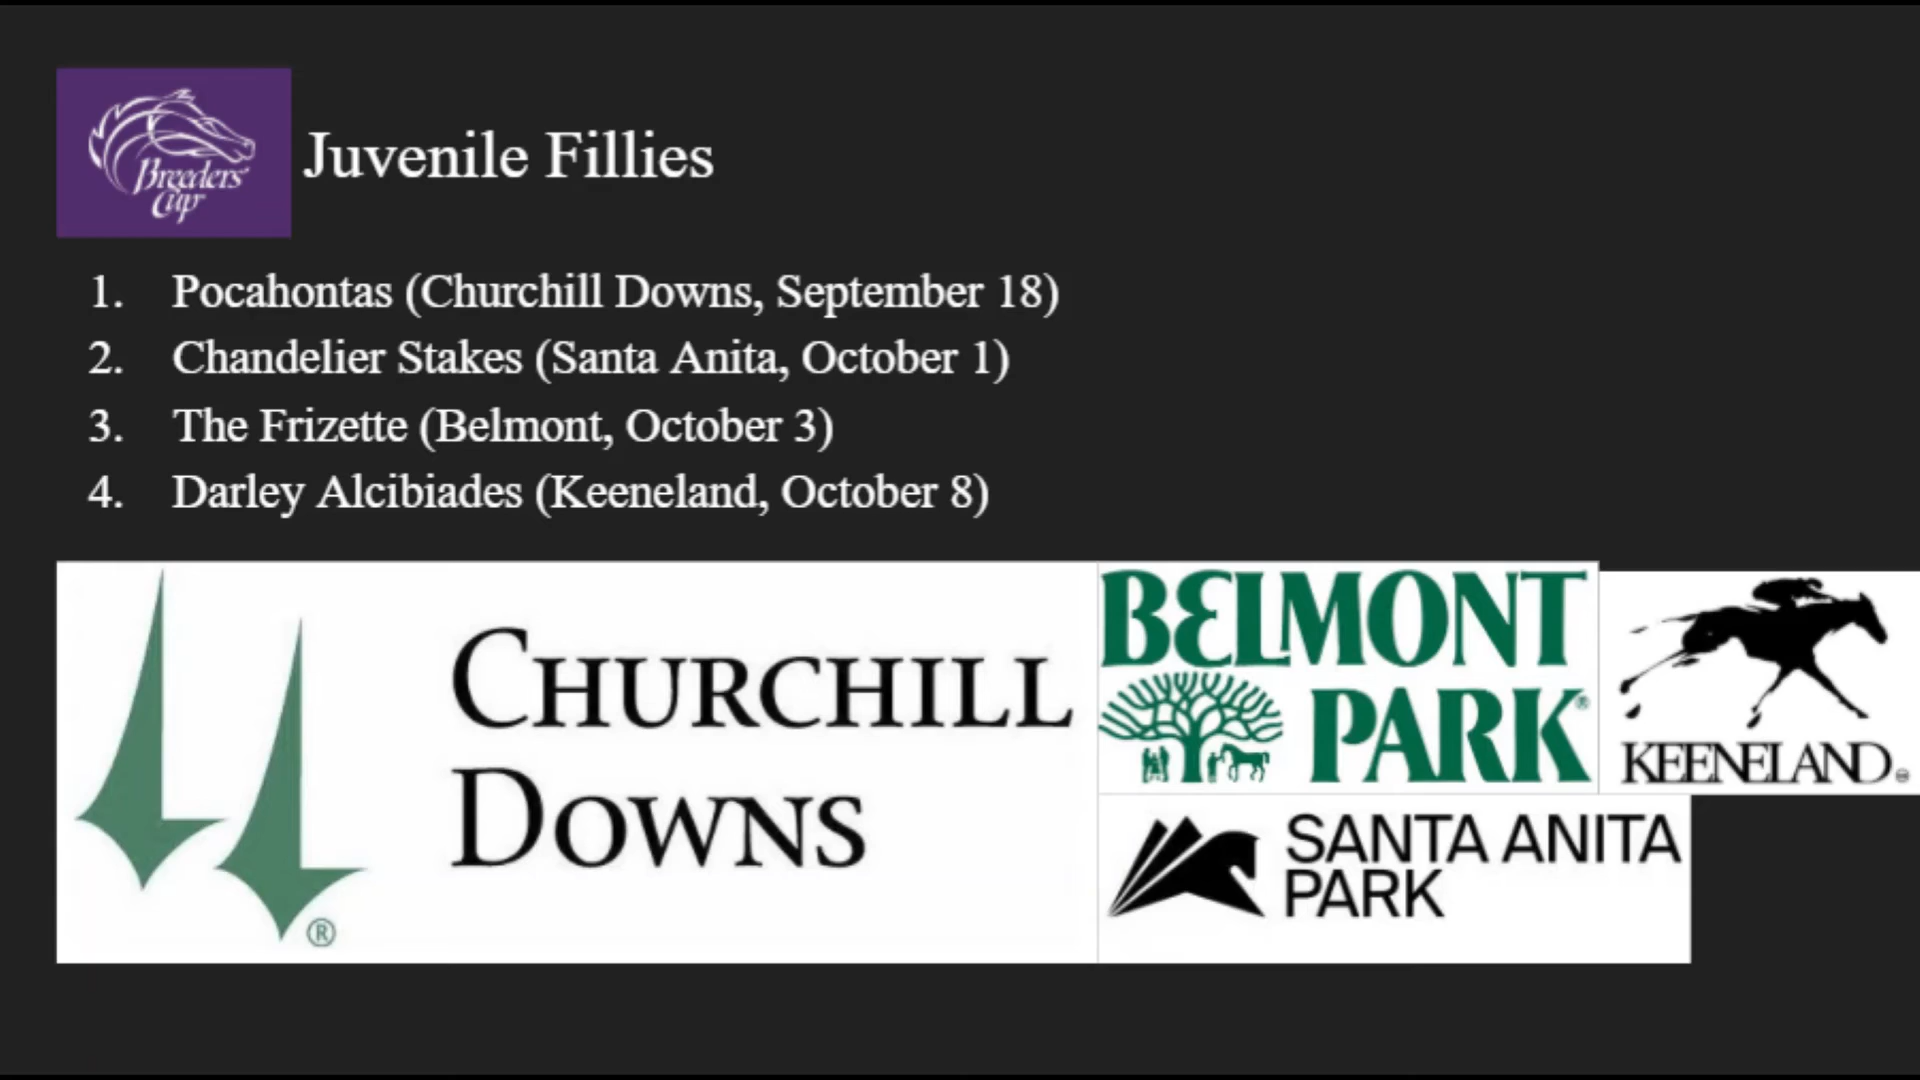 Breeders'
Cup
Juvenile Fillies
1. Pocahontas (Churchill Downs, September 18)
2. Chandelier Stakes (Santa Anita, October 1)
3. The Frizette (Belmont, October 3)
4. Darley Alcibiades (Keeneland, October 8)
CHURCHILL
DOWNS
®
BELMONT
PARK®
KEENELAND
SANTA ANITA
PARK